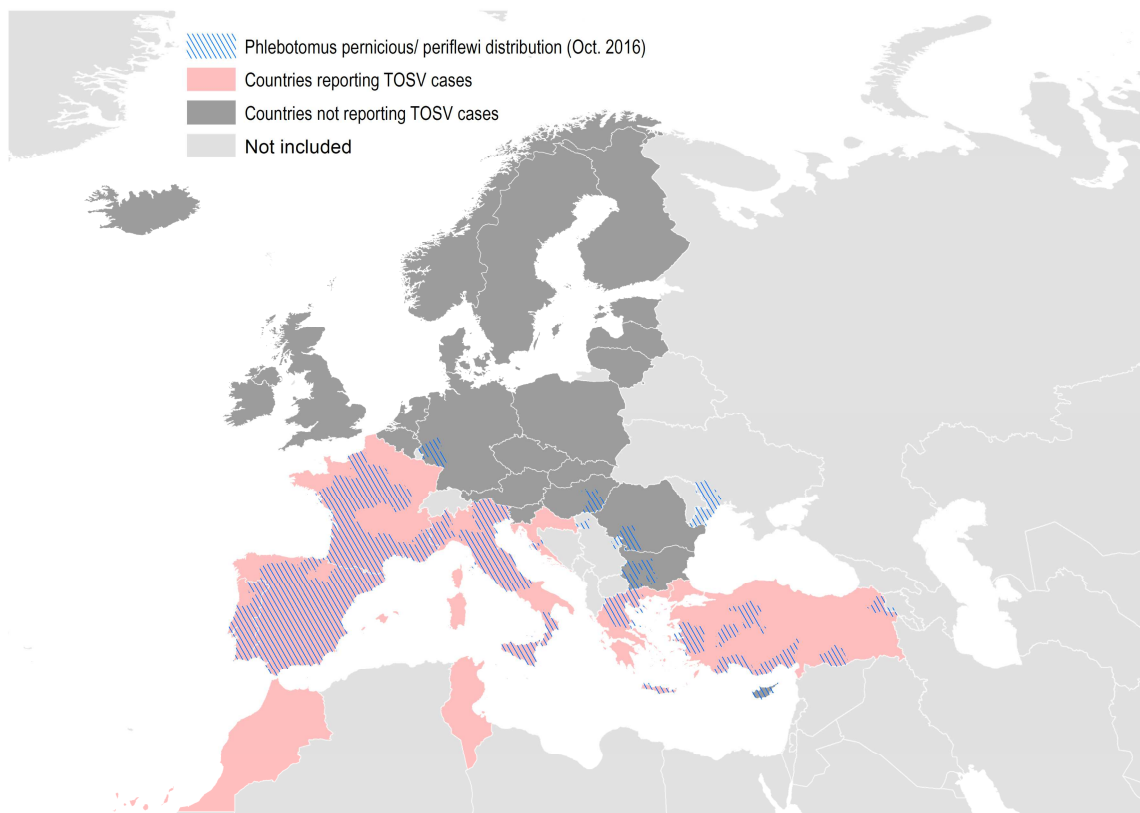 Phlebotomus pernicious/ periflewi distribution (Oct. 2016)
Countries reporting TOSV cases
Countries not reporting TOSV cases
Not included